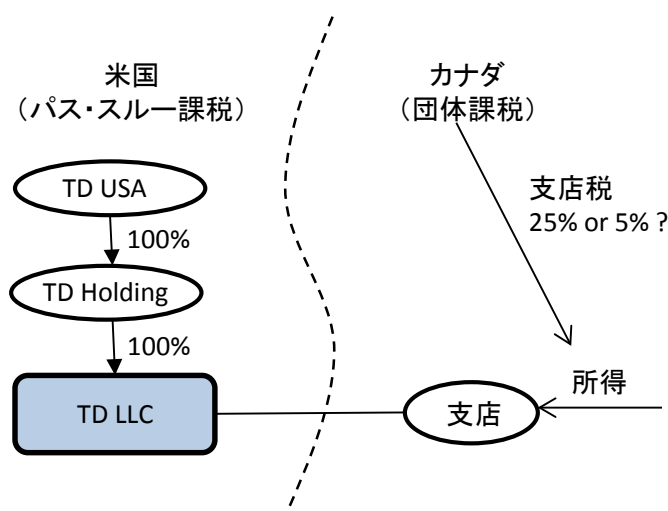 米国
(パス・スルー課税)
カナダ
(団体課税)
TD USA
100%
TD Holding
100%
TD LLC
支店税
25% or 5% ?
所得
支店